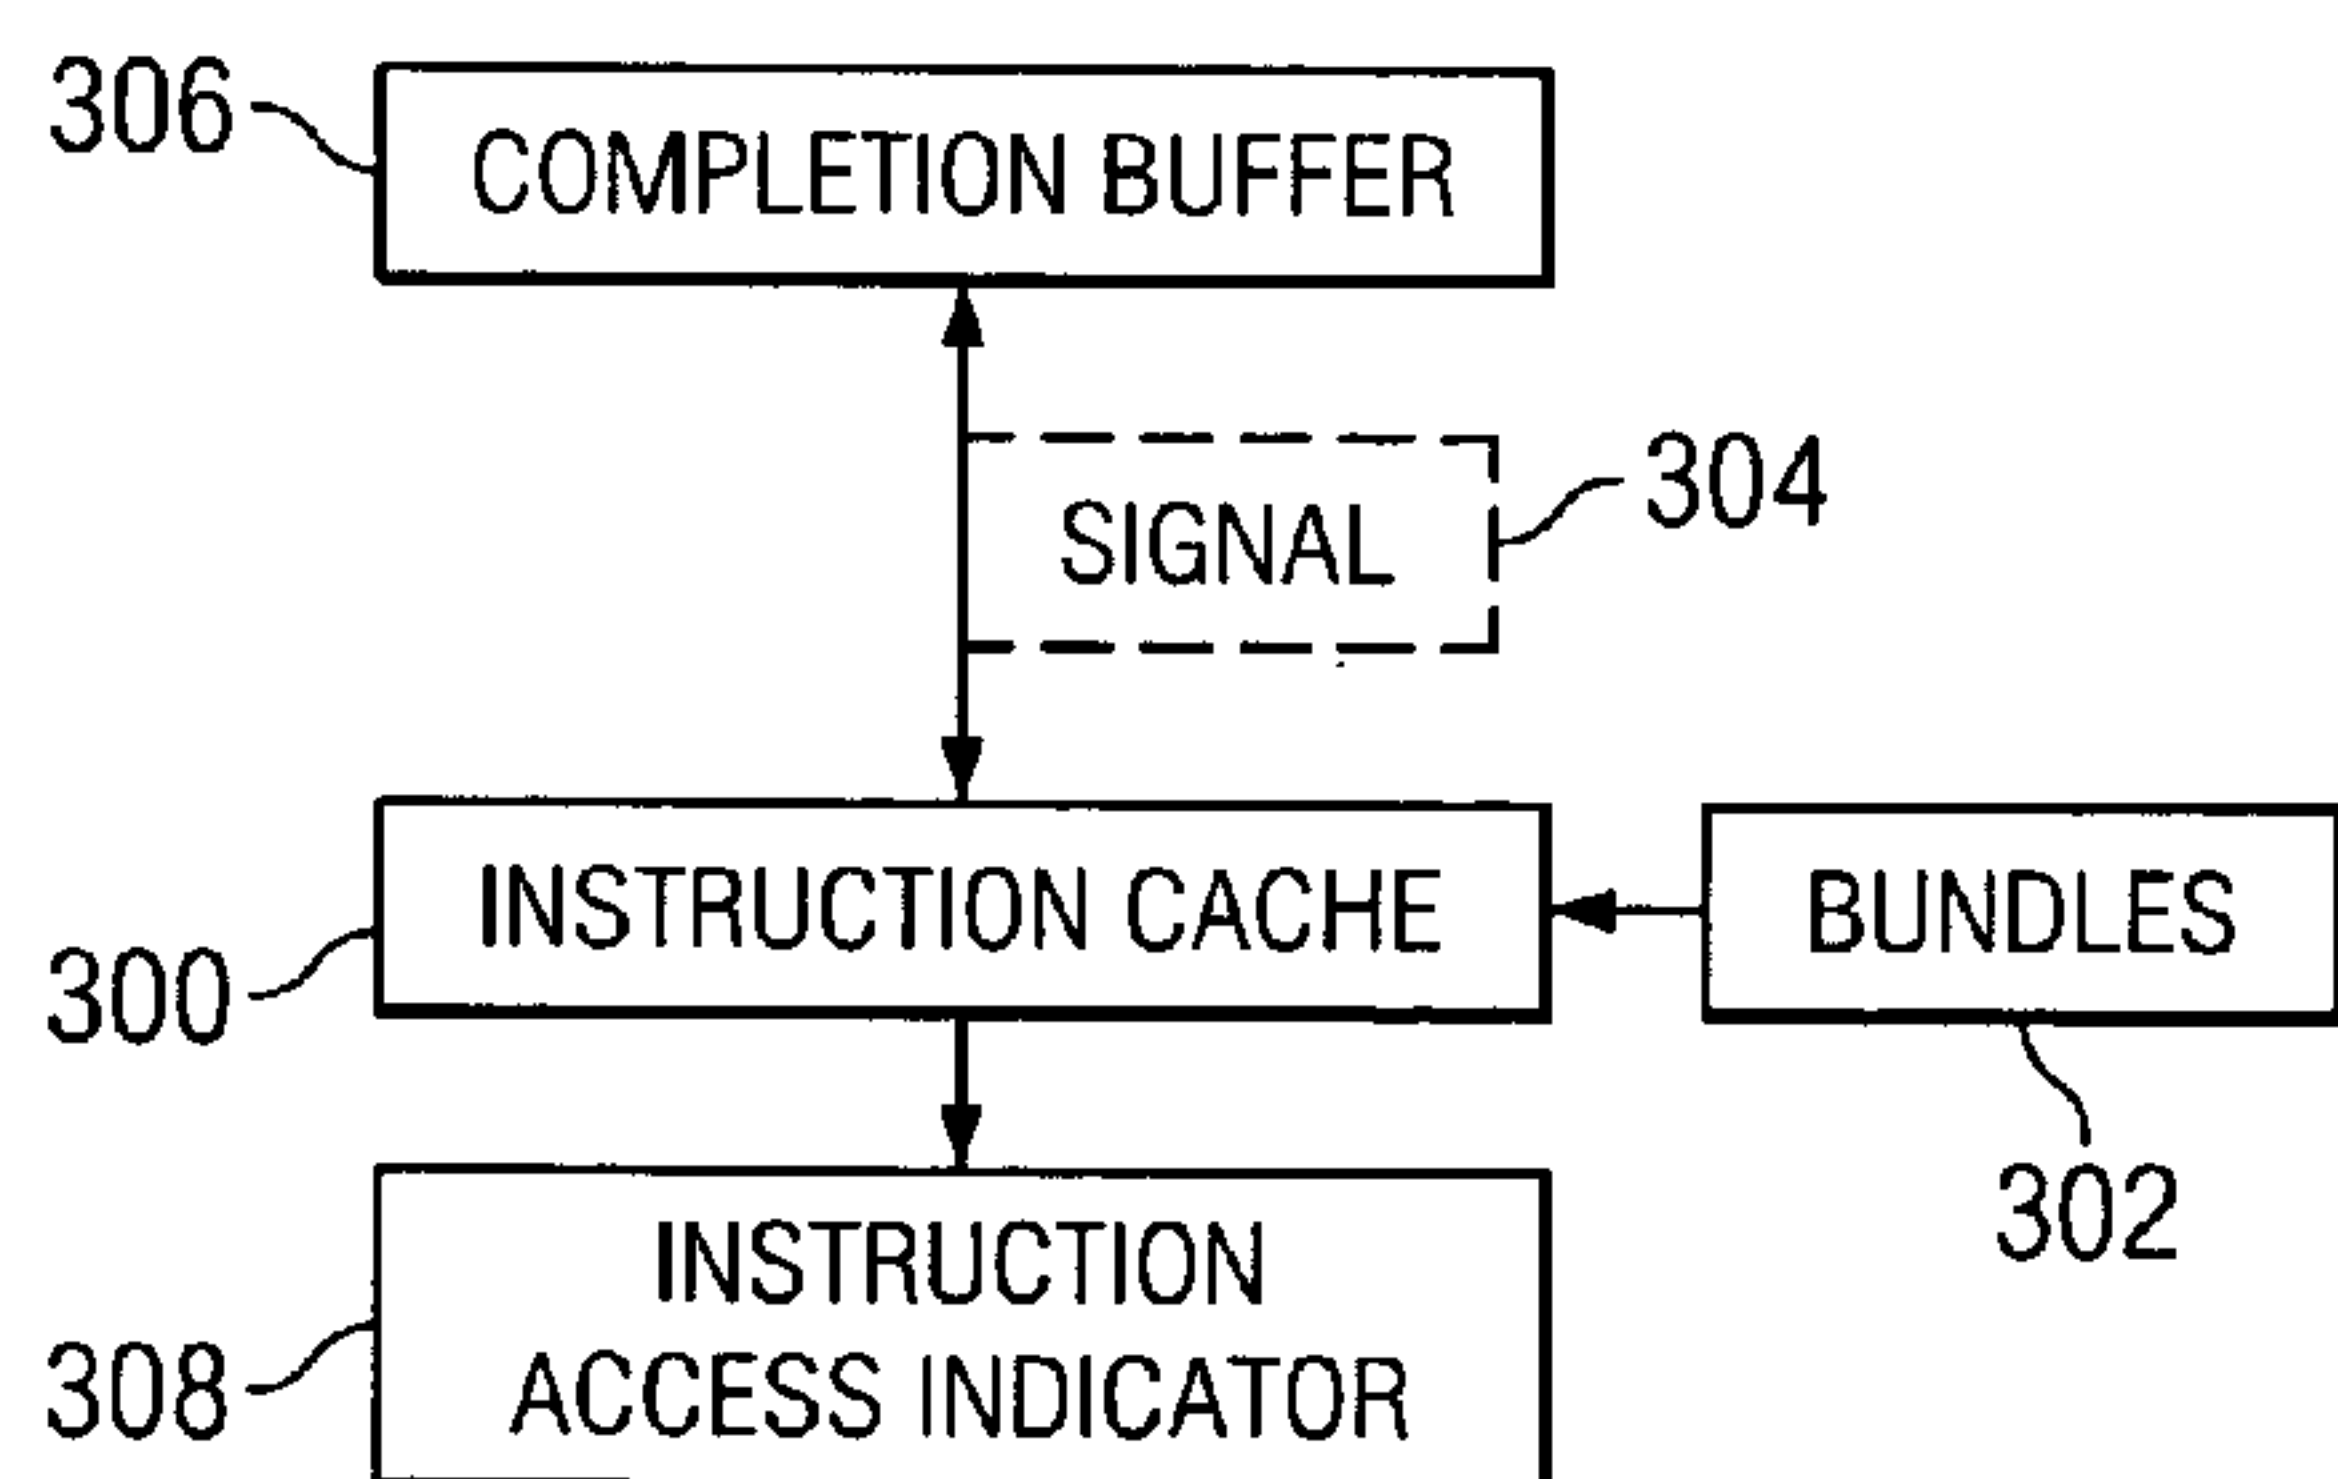 306
COMPLETION BUFFER
SIGNAL
304
INSTRUCTION CACHE
BUNDLES
300
302
INSTRUCTION
ACCESS INDICATOR
308